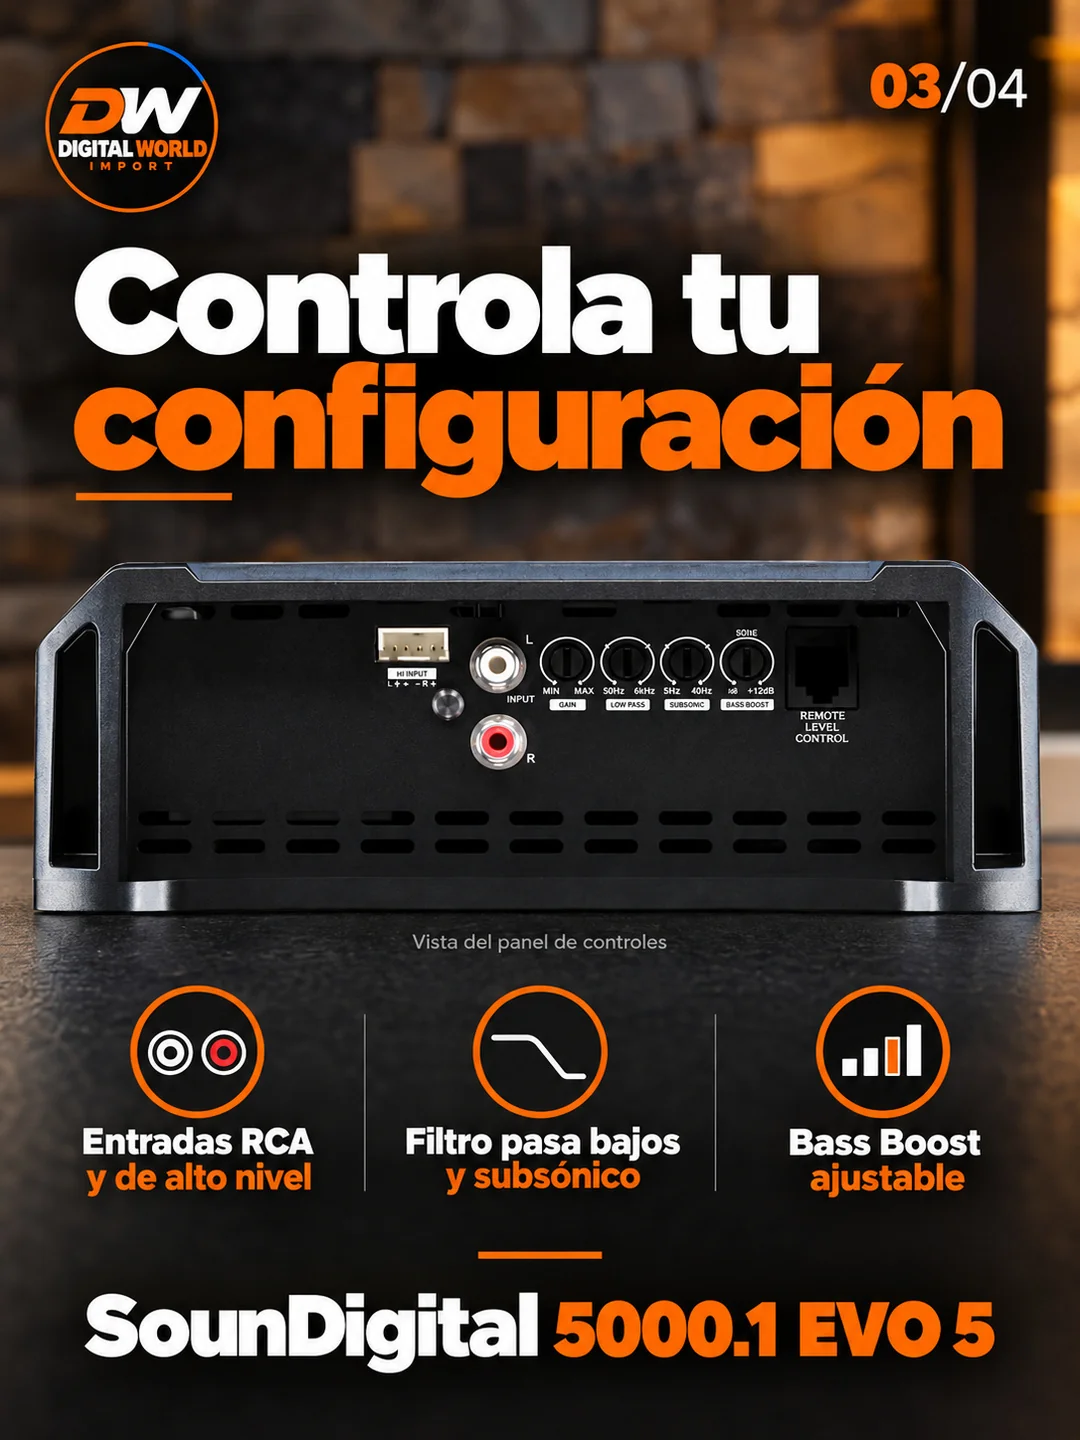 DW
DIGITAL WORLD
IMPORT
03/04
Controla tu
configuración
HI INPUT
L
INPUT
R
MIN MAX
GAIN
50Hz 6kHz
LOW PASS
5Hz 40Hz
SUBSONIC
+12dB
BASS BOOST
REMOTE
LEVEL
CONTROL
Vista del panel de controles
Entradas RCA
y de alto nivel
Filtro pasa bajos
y subsónico
Bass Boost
ajustable
SounDigital 5000.1 EVO 5